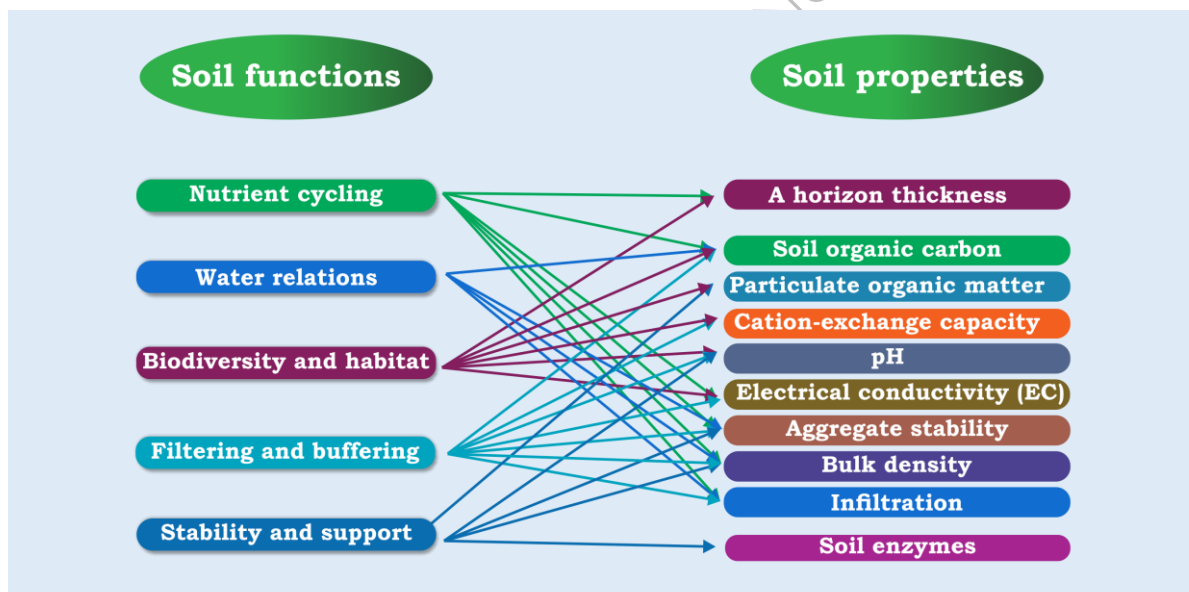 Soil functions
Soil properties
Nutrient cycling
Water relations
Biodiversity and habitat
Filtering and buffering
Stability and support
A horizon thickness
Soil organic carbon
Particulate organic matter
Cation-exchange capacity
pH
Electrical conductivity (EC)
Aggregate stability
Bulk density
Infiltration
Soil enzymes